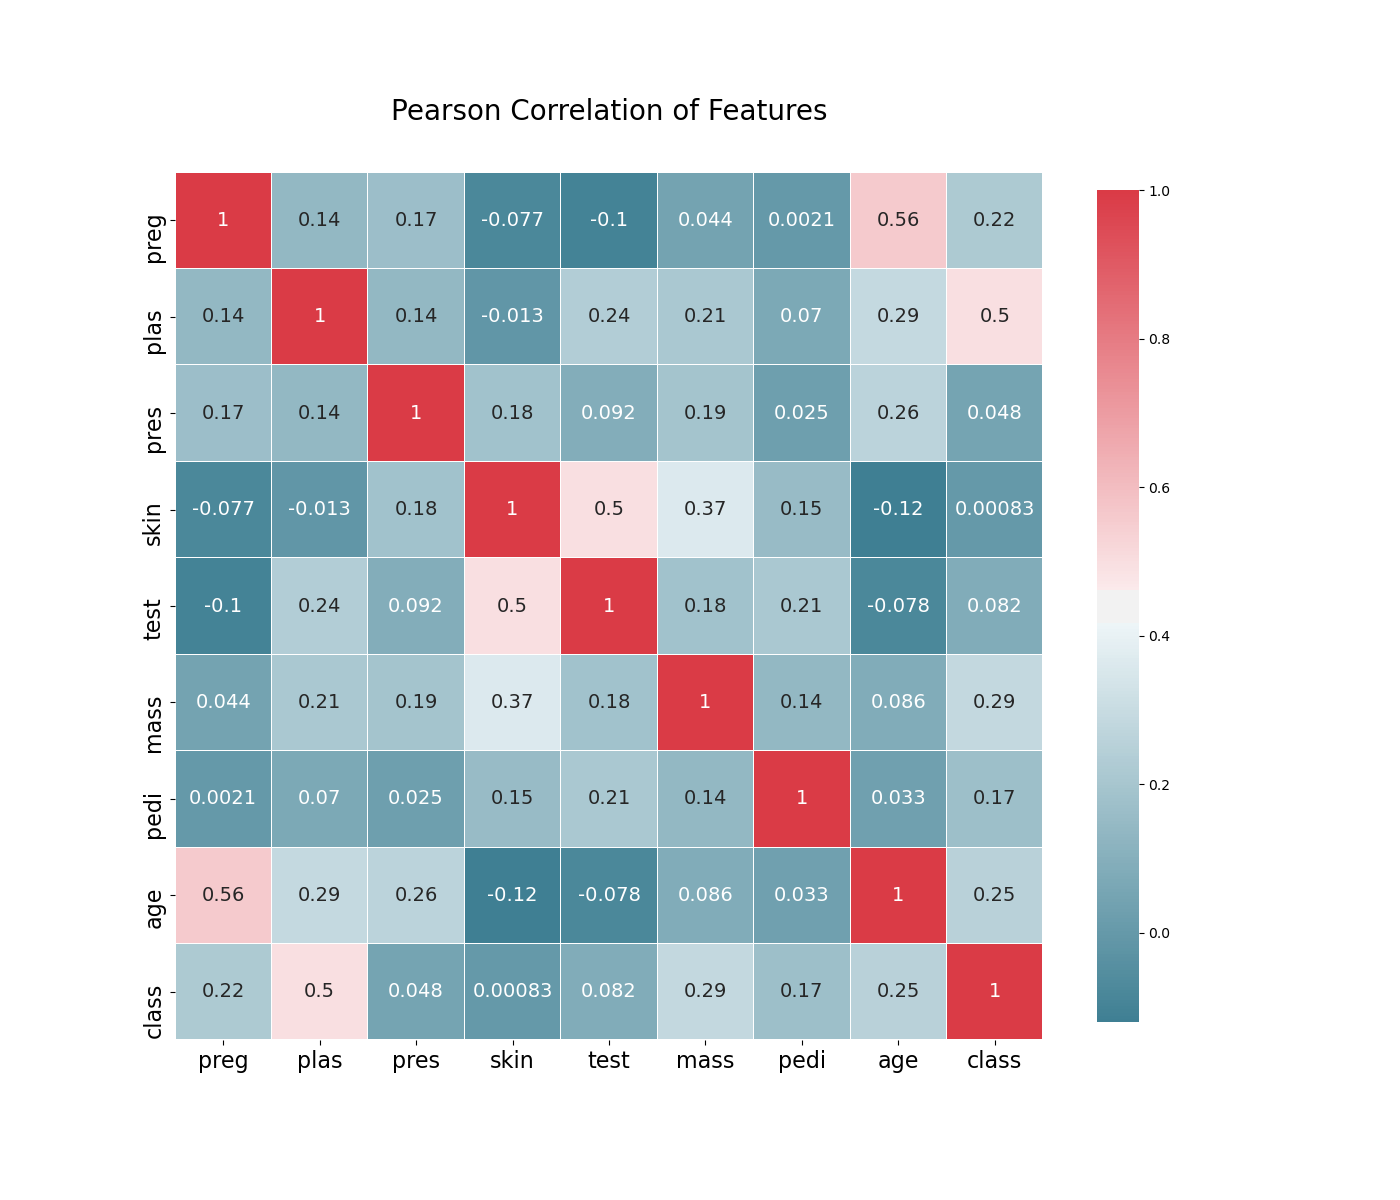 Pearson Correlation of Features
preg 1 0.14 0.17 -0.077 -0.1 0.044 0.0021 0.56 0.22
plas 0.14 1 0.14 -0.013 0.24 0.21 0.07 0.29 0.5
pres 0.17 0.14 1 0.18 0.092 0.19 0.025 0.26 0.048
skin -0.077 -0.013 0.18 1 0.5 0.37 0.15 -0.12 0.00083
test -0.1 0.24 0.092 0.5 1 0.18 0.21 -0.078 0.082
mass 0.044 0.21 0.19 0.37 0.18 1 0.14 0.086 0.29
pedi 0.0021 0.07 0.025 0.15 0.21 0.14 1 0.033 0.17
age 0.56 0.29 0.26 -0.12 -0.078 0.086 0.033 1 0.25
class 0.22 0.5 0.048 0.00083 0.082 0.29 0.17 0.25 1
preg plas pres skin test mass pedi age class
1.0
0.8
0.6
0.4
0.2
0.0